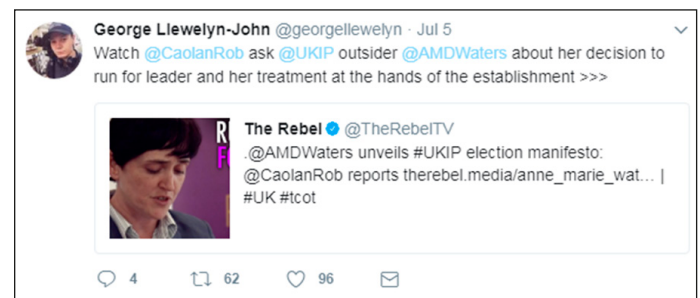 George Llewelyn-John @georgellewelyn · Jul 5
Watch @CaolanRob ask @UKIP outsider @AMDWaters about her decision to
run for leader and her treatment at the hands of the establishment >>>
The Rebel @TheRebelTV
.@AMDWaters unveils #UKIP election manifesto:
@CaolanRob reports therebel.media/anne_marie_wat... |
#UK #tcot
4 62 96